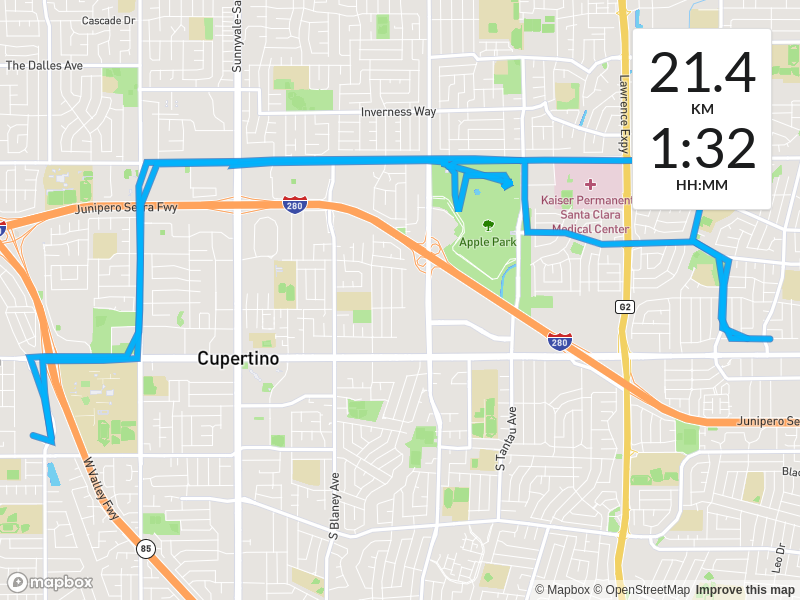 Cascade Dr
Sunnyvale-Sa
The Dalles Ave
Inverness Way
Lawrence Expy
21.4
KM
1:32
HH:MM
Junipero Serra Fwy
280
Kaiser Permanent
Santa Clara
Medical Center
Apple Park
G2
280
Cupertino
Junipero Se
S Tantau Ave
W Valley Fwy
S Blaney Ave
Blac
85
Leo Dr
mapbox
© Mapbox © OpenStreetMap Improve this map